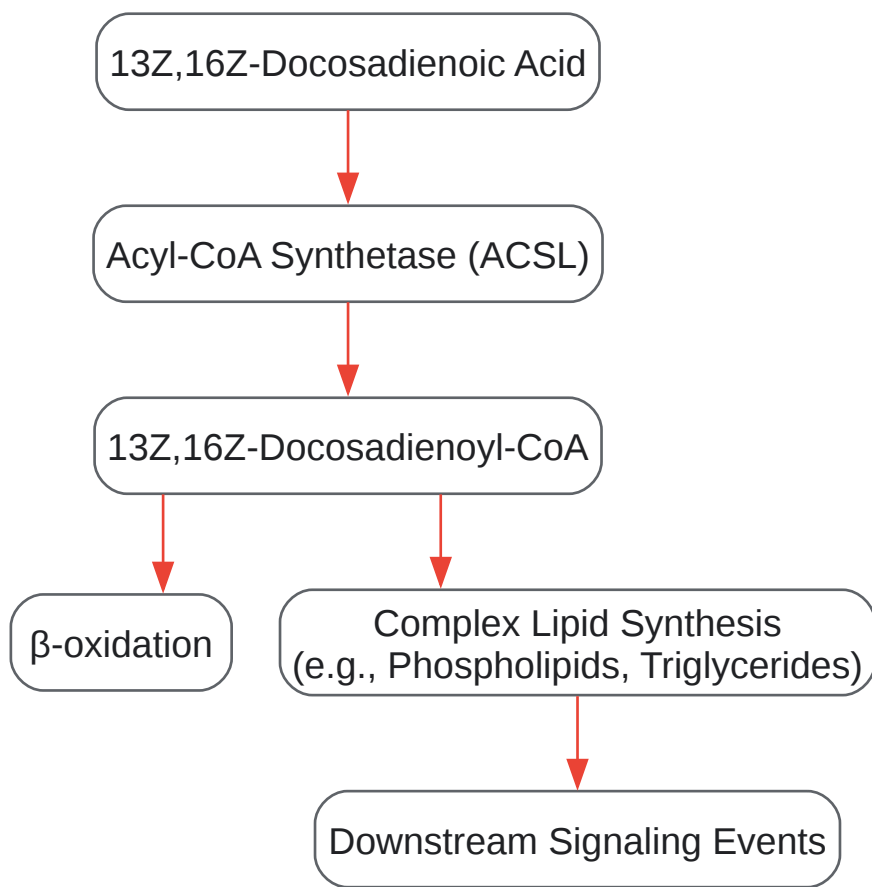 13Z,16Z-Docosadienoic Acid
Acyl-CoA Synthetase (ACSL)
13Z,16Z-Docosadienoyl-CoA
β-oxidation
Complex Lipid Synthesis
(e.g., Phospholipids, Triglycerides)
Downstream Signaling Events